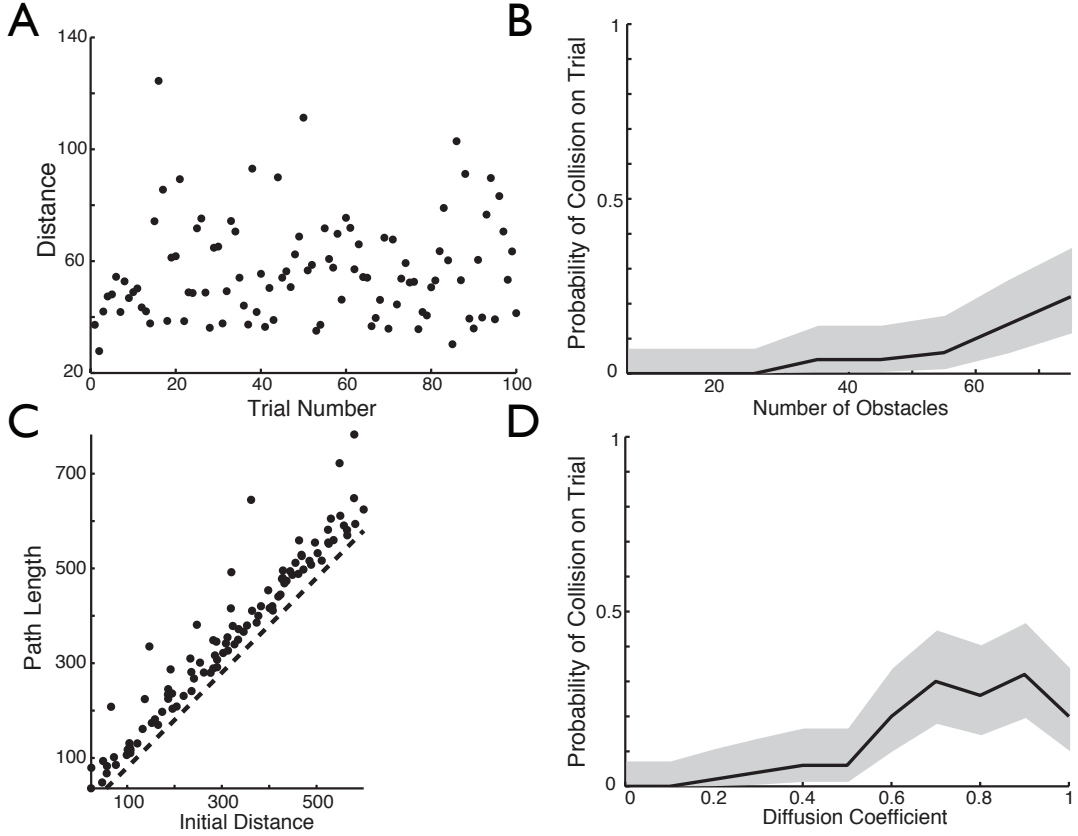 A
140
100
60
20
Distance
0
20
40
60
80
100
Trial Number
B
1
0.5
0
Probability of Collision on Trial
20
40
60
Number of Obstacles
C
700
500
300
100
Path Length
100
300
500
Initial Distance
D
1
0.5
0
Probability of Collision on Trial
0
0.2
0.4
0.6
0.8
1
Diffusion Coefficient